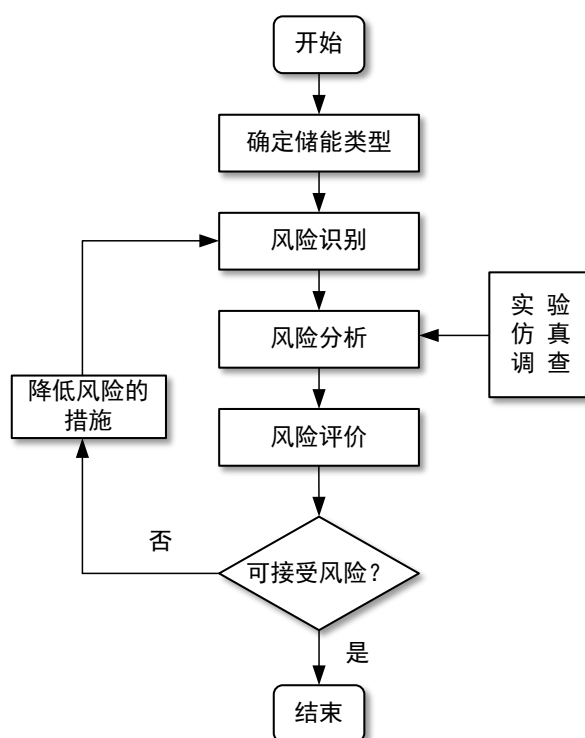 开始
确定储能类型
风险识别
风险分析
实 验
仿 真
调 查
降低风险的
措施
风险评价
否
可接受风险？
是
结束